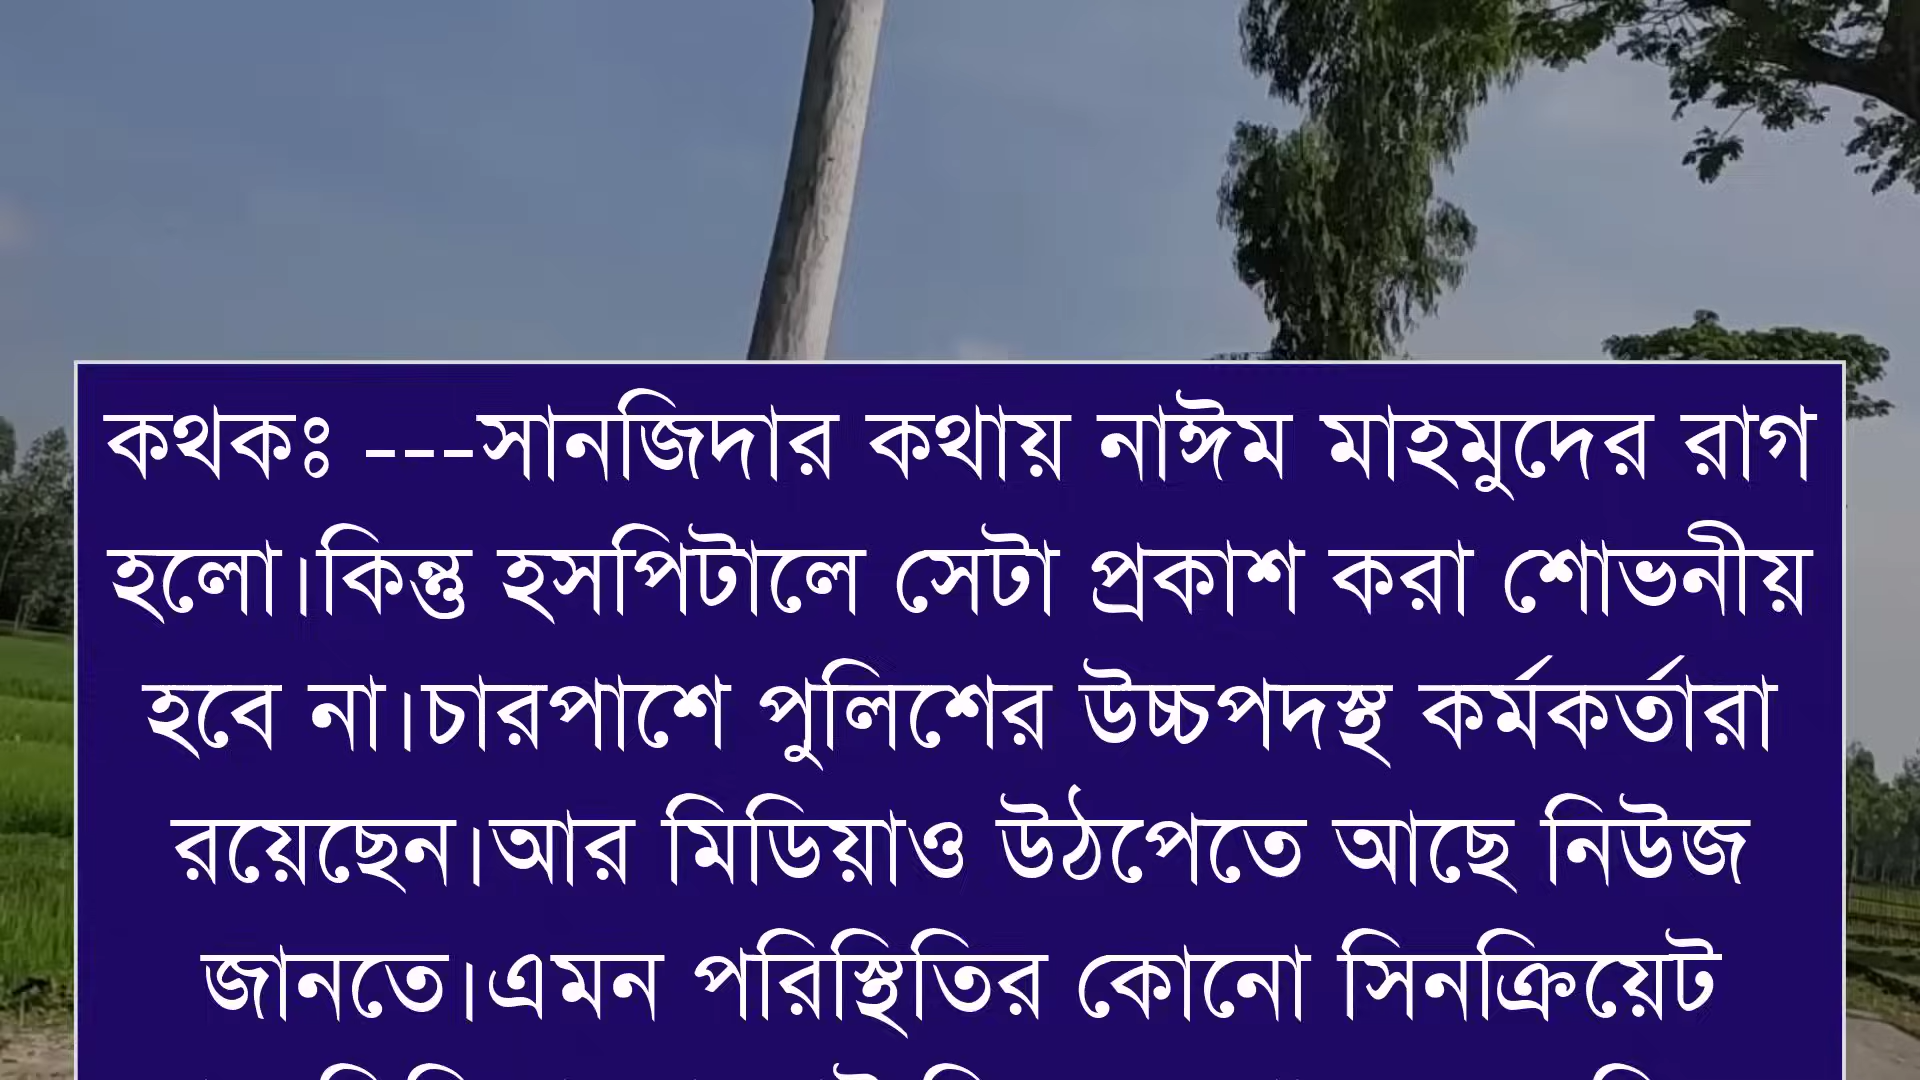 কথকঃ ---সানজিদার কথায় নাঈম মাহমুদের রাগ
হলো।কিন্তু হসপিটালে সেটা প্রকাশ করা শোভনীয়
হবে না।চারপাশে পুলিশের উচ্চপদস্থ কর্মকর্তারা
রয়েছেন।আর মিডিয়াও উঠপেতে আছে নিউজ
জানতে।এমন পরিস্থিতির কোনো সিনক্রিয়েট